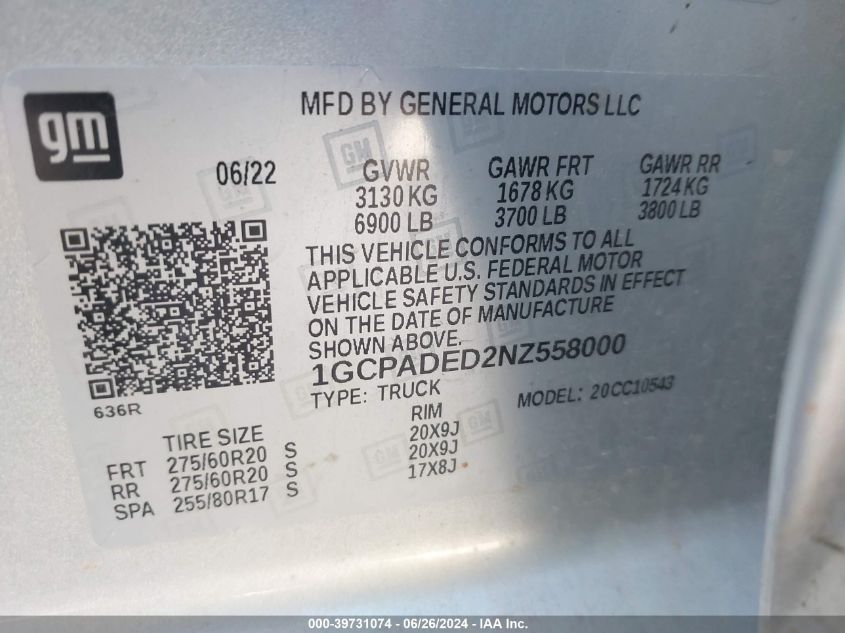 gm
MFD BY GENERAL MOTORS LLC
06/22
GVWR GAWR FRT GAWR RR
3130 KG 1678 KG 1724 KG
6900 LB 3700 LB 3800 LB
THIS VEHICLE CONFORMS TO ALL
APPLICABLE U.S. FEDERAL MOTOR
VEHICLE SAFETY STANDARDS IN EFFECT
ON THE DATE OF MANUFACTURE
SHOWN ABOVE.
1GCPADED2NZ558000
TYPE: TRUCK MODEL: 20CC10543
636R
TIRE SIZE RIM
FRT 275/60R20 S 20X9J
RR 275/60R20 S 20X9J
SPA 255/80R17 S 17X8J
000-39731074 - 06/26/2024 - IAA Inc.